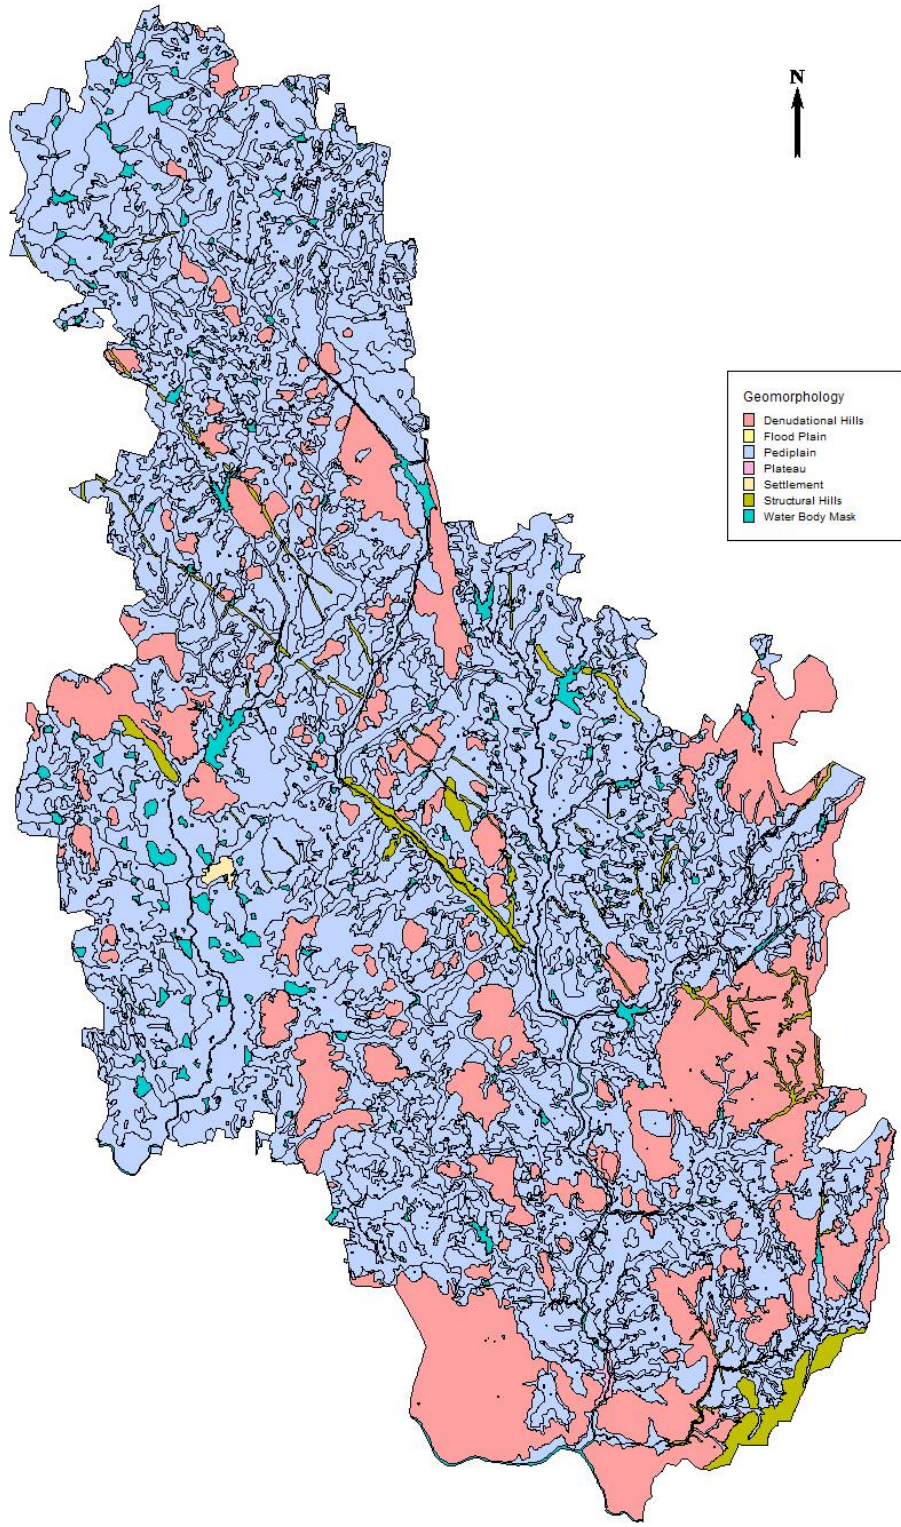 N
Geomorphology
Denudational Hills
Flood Plain
Pediplain
Plateau
Settlement
Structural Hills
Water Body Mask